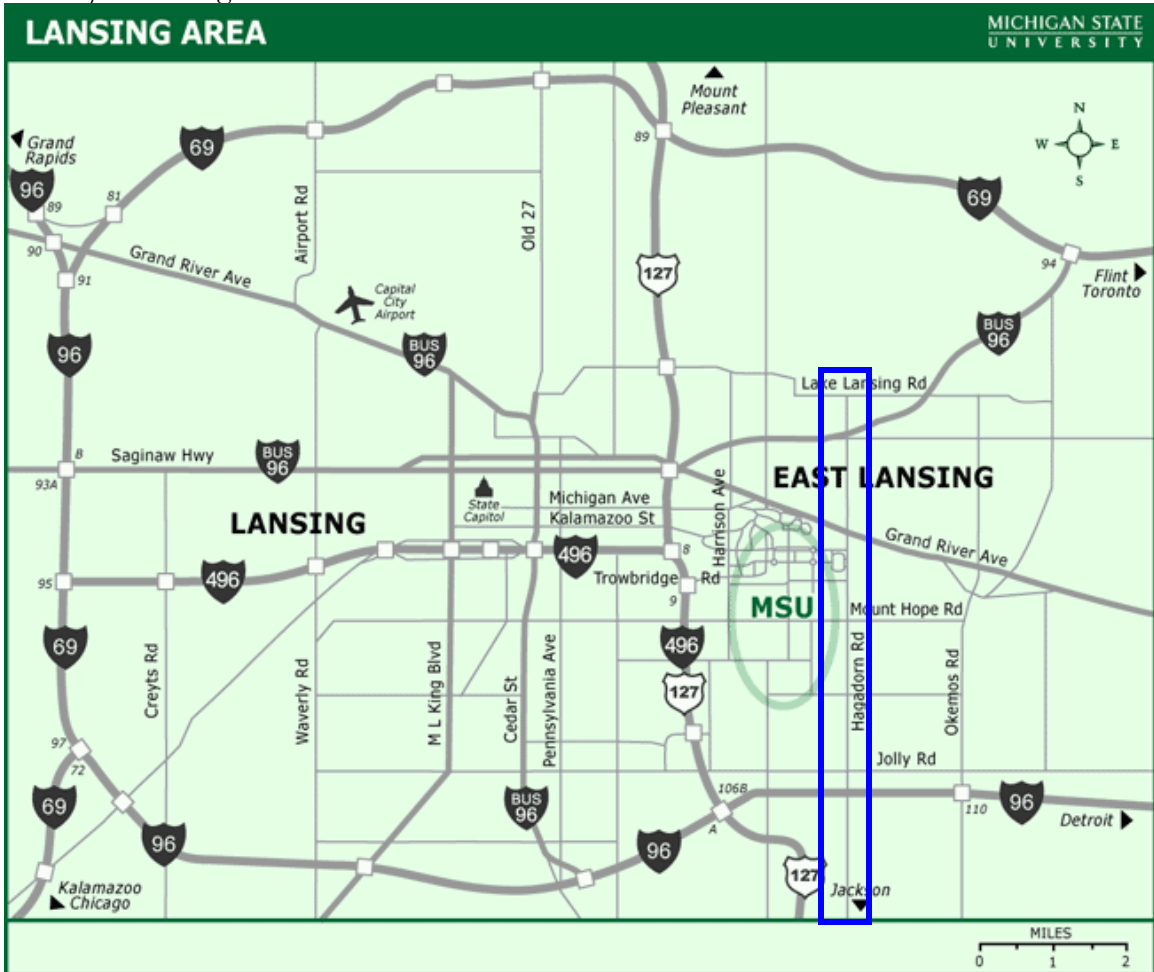 LANSING AREA
MICHIGAN STATE
UNIVERSITY
Mount
Pleasant
N
W
E
S
Grand
Rapids
96
89
81
69
90
91
Grand River Ave
Airport Rd
Old 27
89
127
69
94
Flint
Toronto
Capital
City
Airport
BUS
96
BUS
96
96
Lake Lansing Rd
Saginaw Hwy
8
93A
BUS
96
State
Capitol
Michigan Ave
Kalamazoo St
Harrison Ave
EAST LANSING
LANSING
Grand River Ave
496
496
8
95
Trowbridge Rd
9
MSU
Mount Hope Rd
69
Creyts Rd
Waverly Rd
M L King Blvd
Cedar St
Pennsylvania Ave
496
127
Hagadorn Rd
Okemos Rd
97
72
Jolly Rd
69
96
BUS
96
106B
A
96
110
96
Detroit
127
Jackson
Kalamazoo
Chicago
MILES
0
1
2